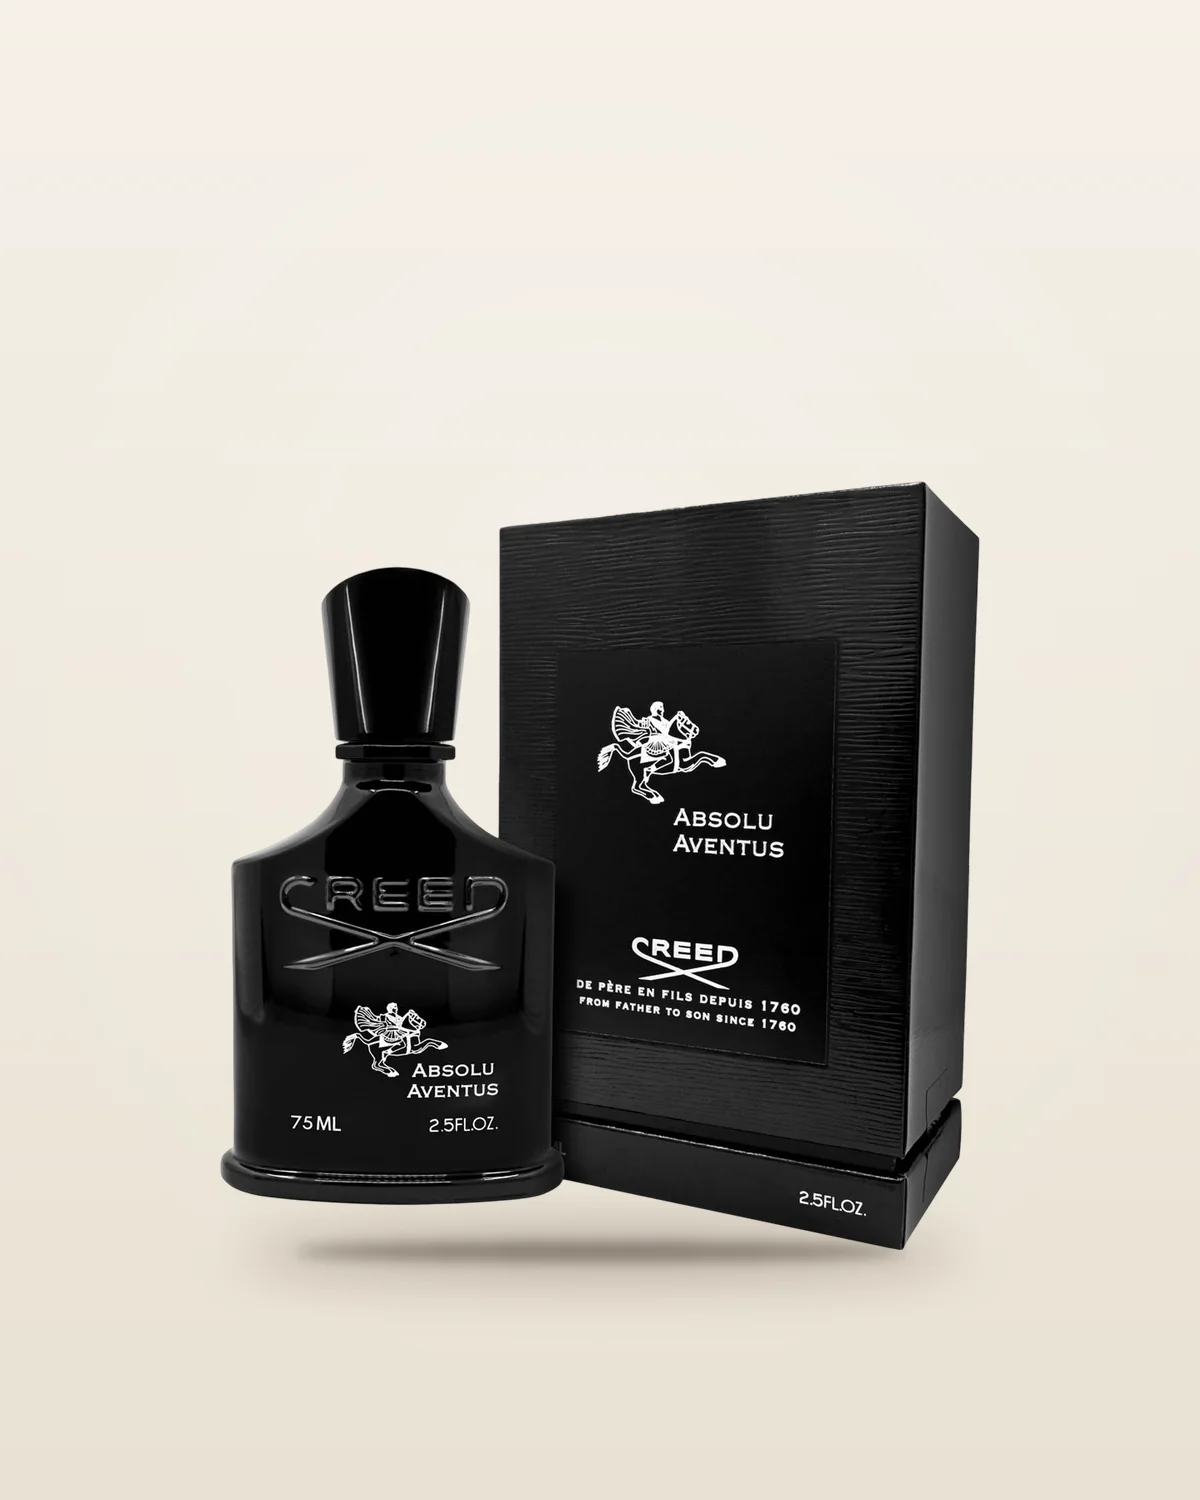 CREED
ABSOLU
AVENTUS
75 ML 2.5FL.OZ.
ABSOLU
AVENTUS
CREED
DE PÈRE EN FILS DEPUIS 1760
FROM FATHER TO SON SINCE 1760
2.5FL.OZ.